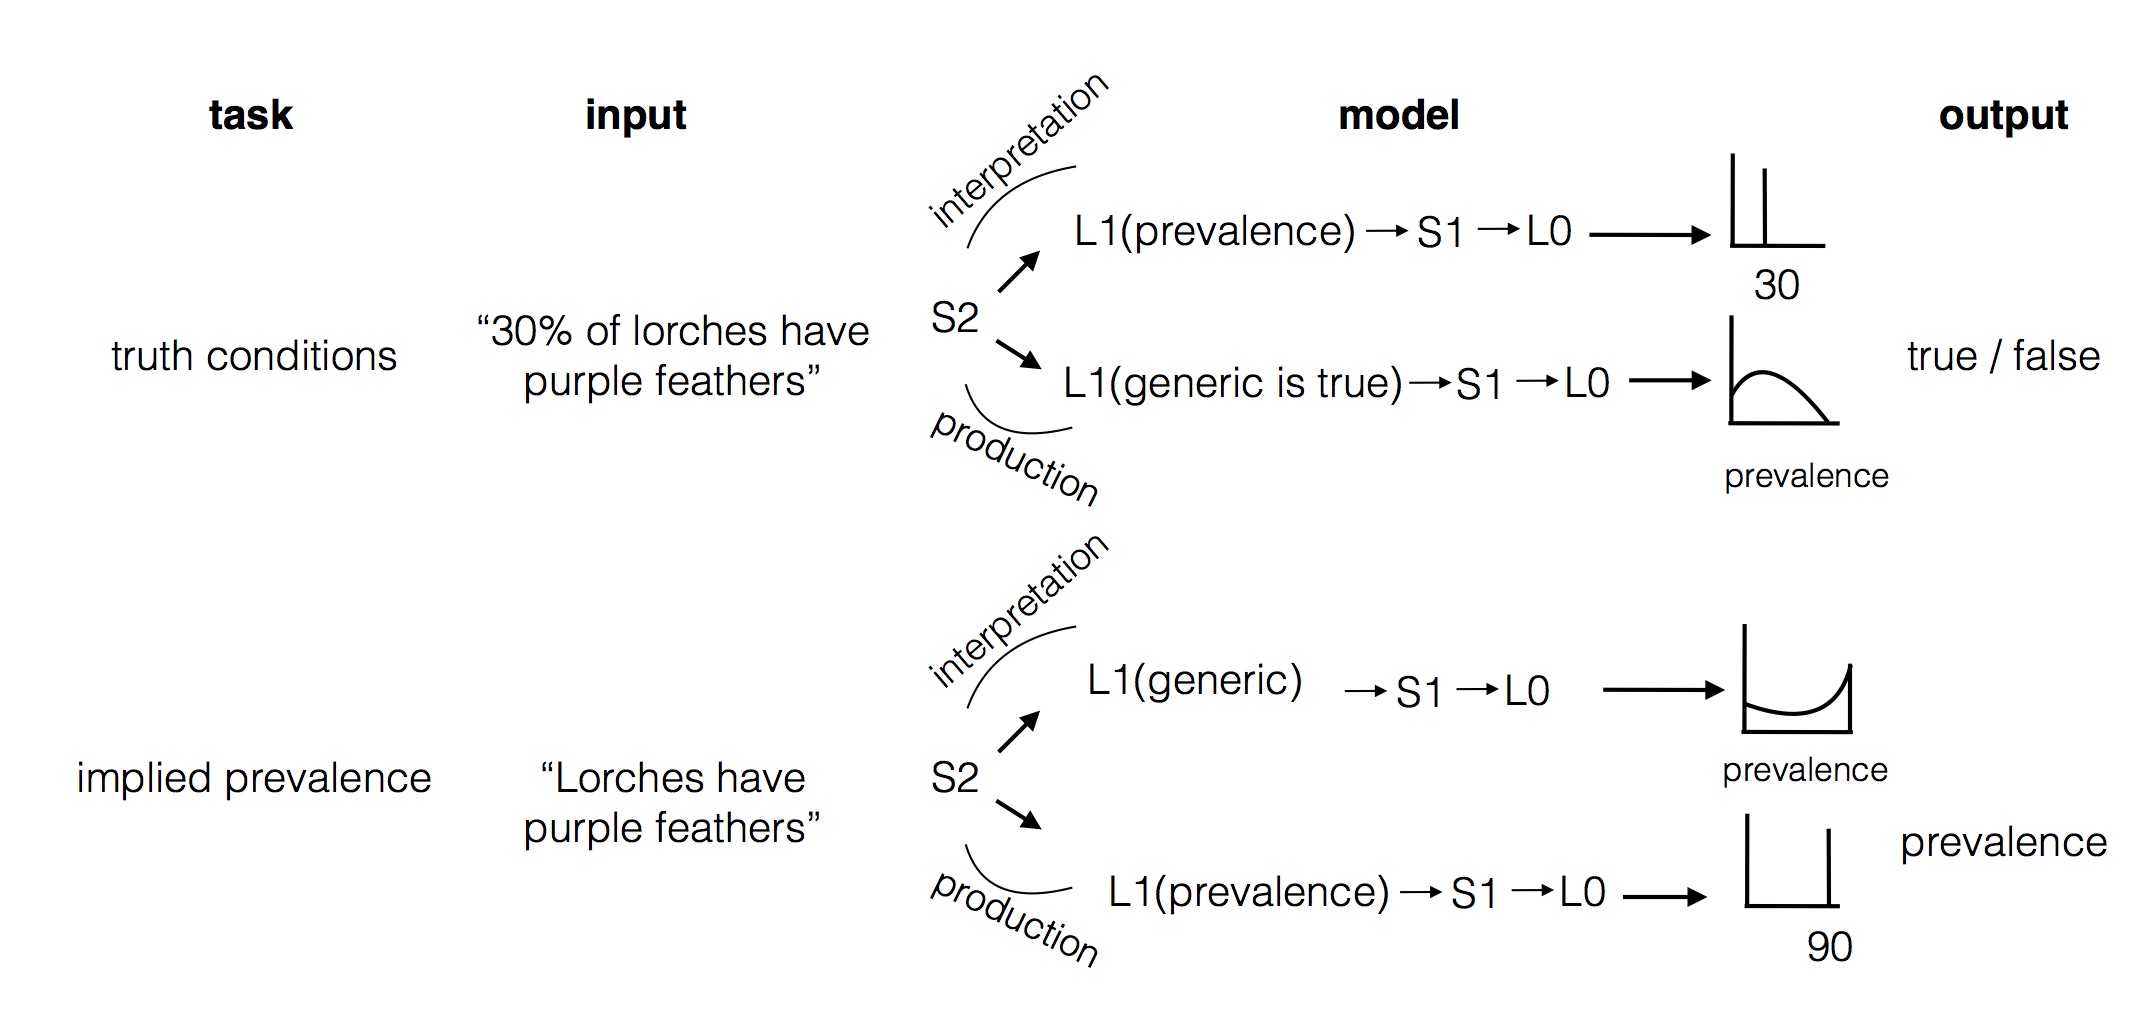 task
input
model
output
interpretation
L1(prevalence) → S1 → L0
30
truth conditions
“30% of lorches have
purple feathers”
S2
L1(generic is true) → S1 → L0
true / false
production
prevalence
interpretation
L1(generic) → S1 → L0
prevalence
implied prevalence
“Lorches have
purple feathers”
S2
prevalence
production
L1(prevalence) → S1 → L0
90